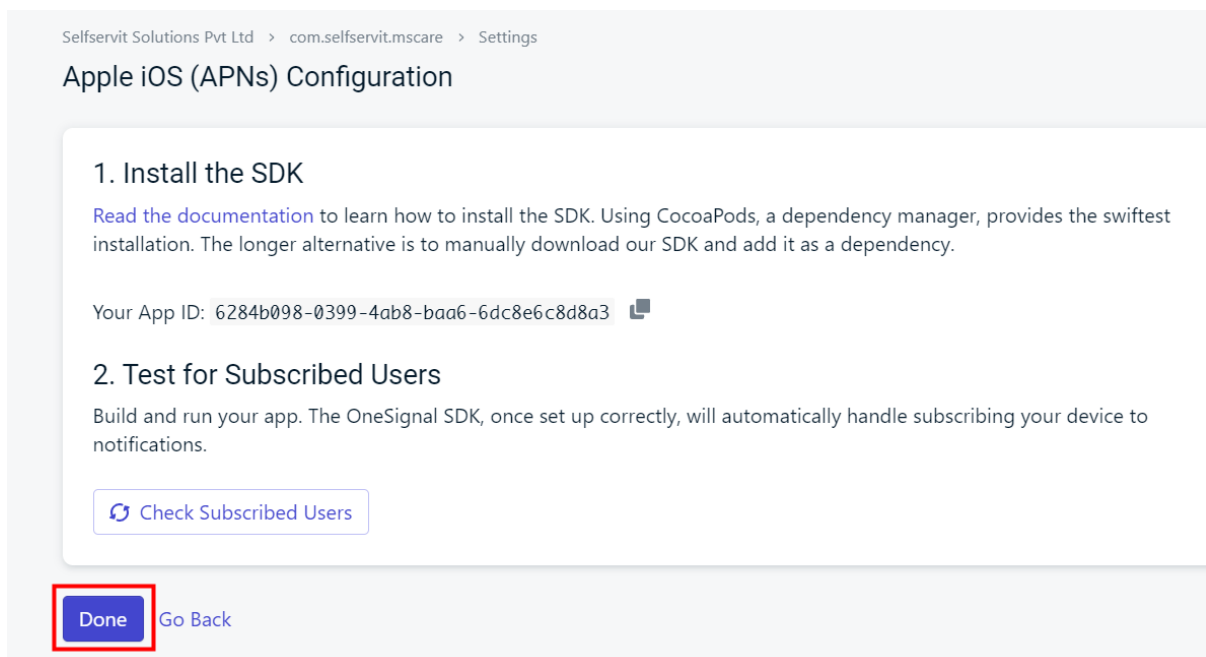 Selfservit Solutions Pvt Ltd > com.selfservit.mscare > Settings
Apple iOS (APNs) Configuration
1. Install the SDK
Read the documentation to learn how to install the SDK. Using CocoaPods, a dependency manager, provides the swiftest
installation. The longer alternative is to manually download our SDK and add it as a dependency.
Your App ID: 6284b098-0399-4ab8-baa6-6dc8e6c8d8a3
2. Test for Subscribed Users
Build and run your app. The OneSignal SDK, once set up correctly, will automatically handle subscribing your device to
notifications.
Check Subscribed Users
Done Go Back